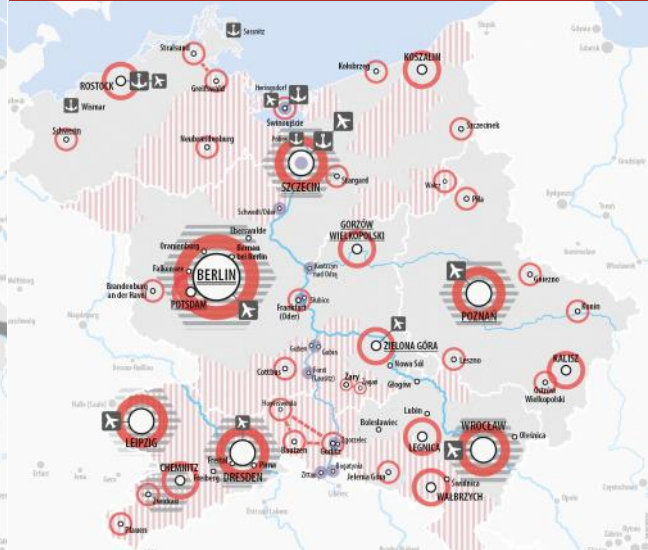 Sassnitz
Stralsund
ROSTOCK
Greifswald
Wismar
Schwerin
Neubrandenburg
Heringsdorf
Świnoujście
Police
SZCZECIN
Stargard
Kołobrzeg
KOSZALIN
Szczecinek
Wałcz
Piła
Schwedt/Oder
Eberswalde
Oranienburg
Bernau
bei Berlin
Falkensee
BERLIN
POTSDAM
Brandenburg
an der Havel
GORZÓW
WIELKOPOLSKI
Kostrzyn
nad Odrą
Frankfurt
(Oder)
Słubice
POZNAŃ
Gniezno
Konin
ZIELONA GÓRA
Guben
Gubin
Nowa Sól
Leszno
KALISZ
Ostrów
Wielkopolski
Cottbus
Forst
(Lausitz)
Żary
Żagań
Głogów
Hoyerswerda
Lubin
Bolesławiec
LEIPZIG
WROCŁAW
Oleśnica
LEGNICA
Bautzen
Görlitz
Zgorzelec
Freital
Pirna
DRESDEN
CHEMNITZ
Freiberg
Zittau
Bogatynia
Jelenia Góra
Świdnica
WAŁBRZYCH
Zwickau
Plauen
Liberec